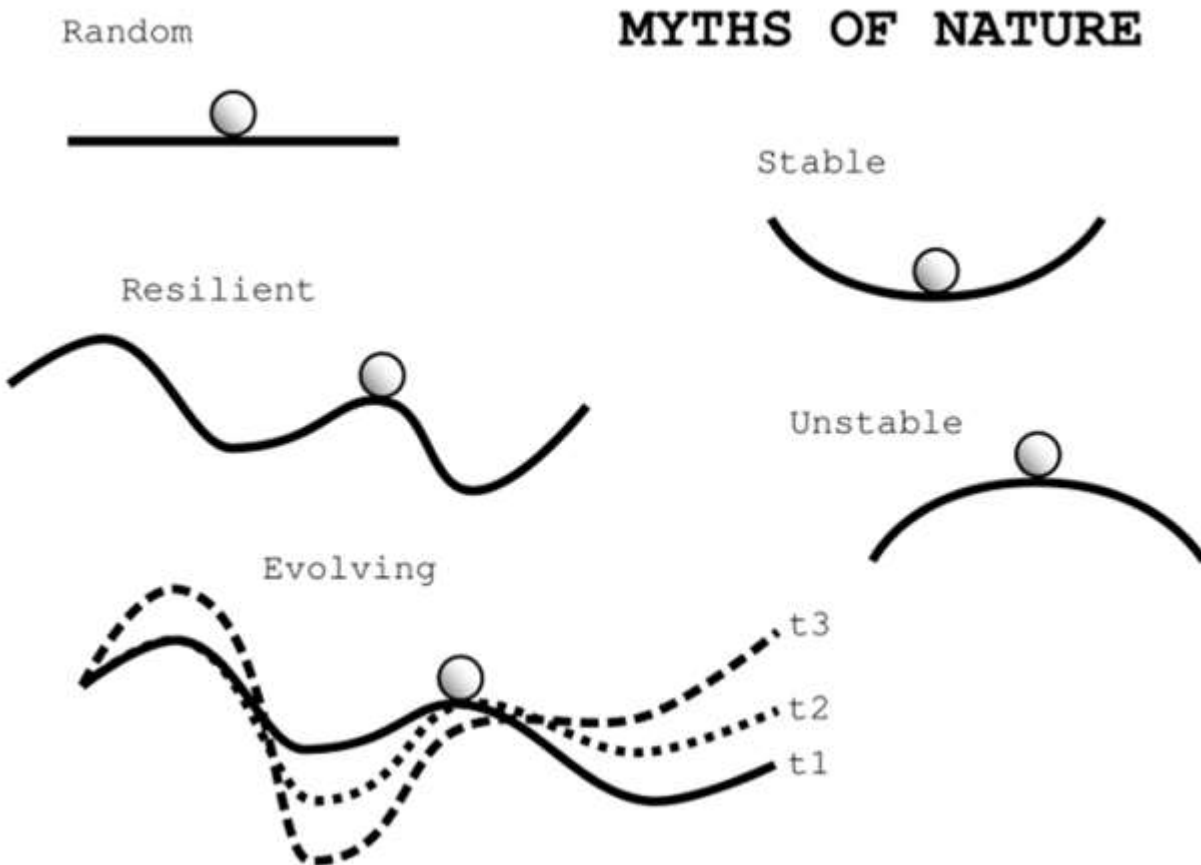 MYTHS OF NATURE
Random
Stable
Resilient
Unstable
Evolving
t3
t2
t1